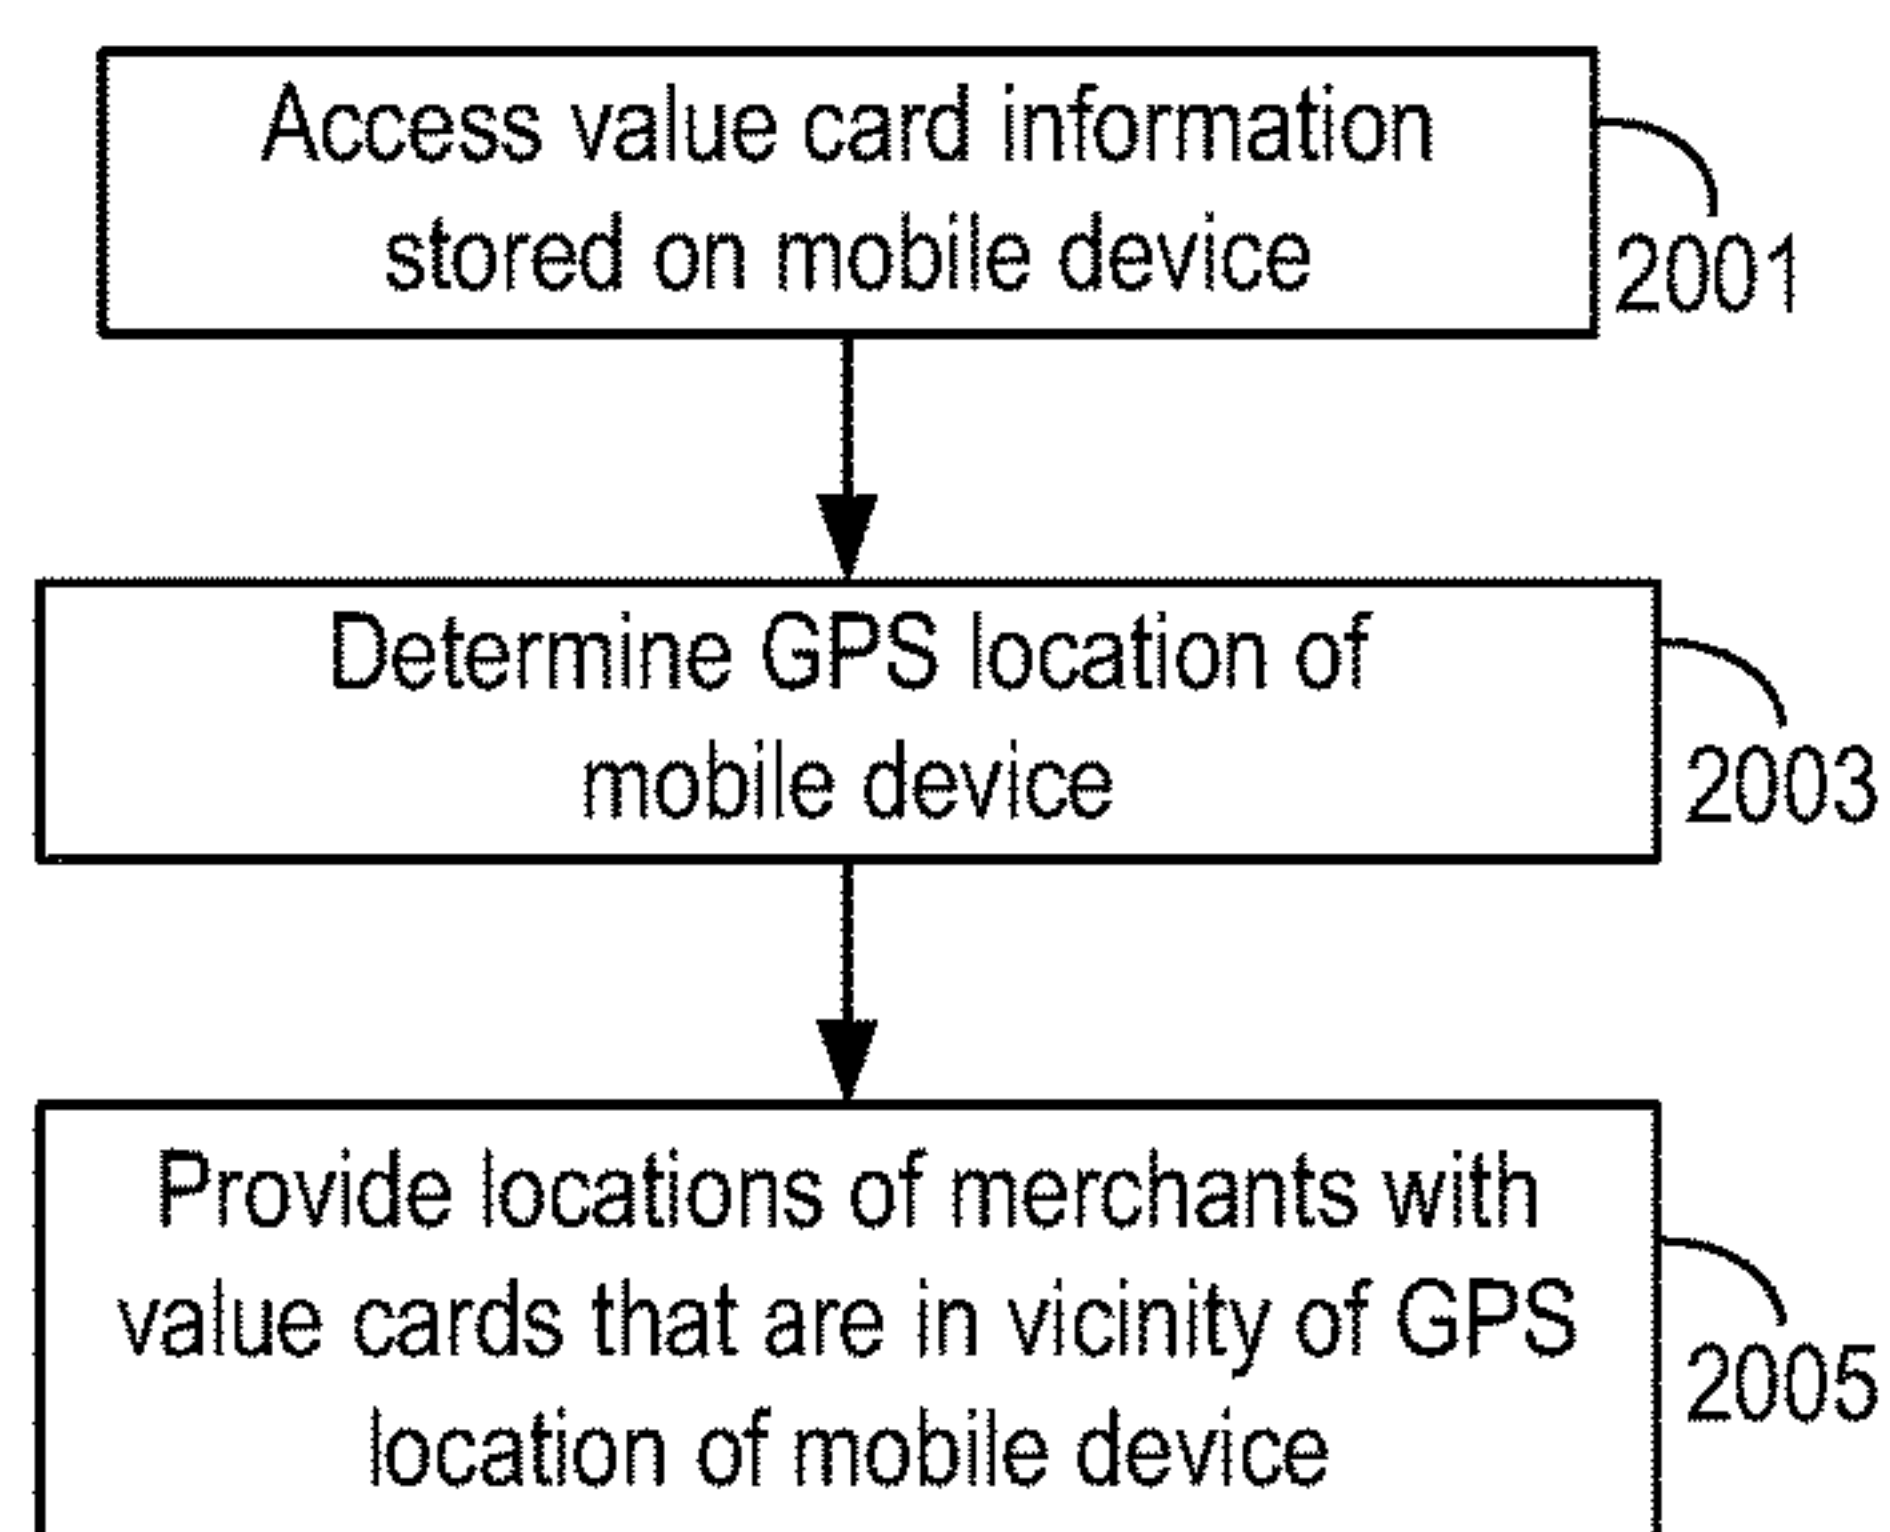 Access value card information
stored on mobile device
2001
Determine GPS location of
mobile device
2003
Provide locations of merchants with
value cards that are in vicinity of GPS
location of mobile device
2005